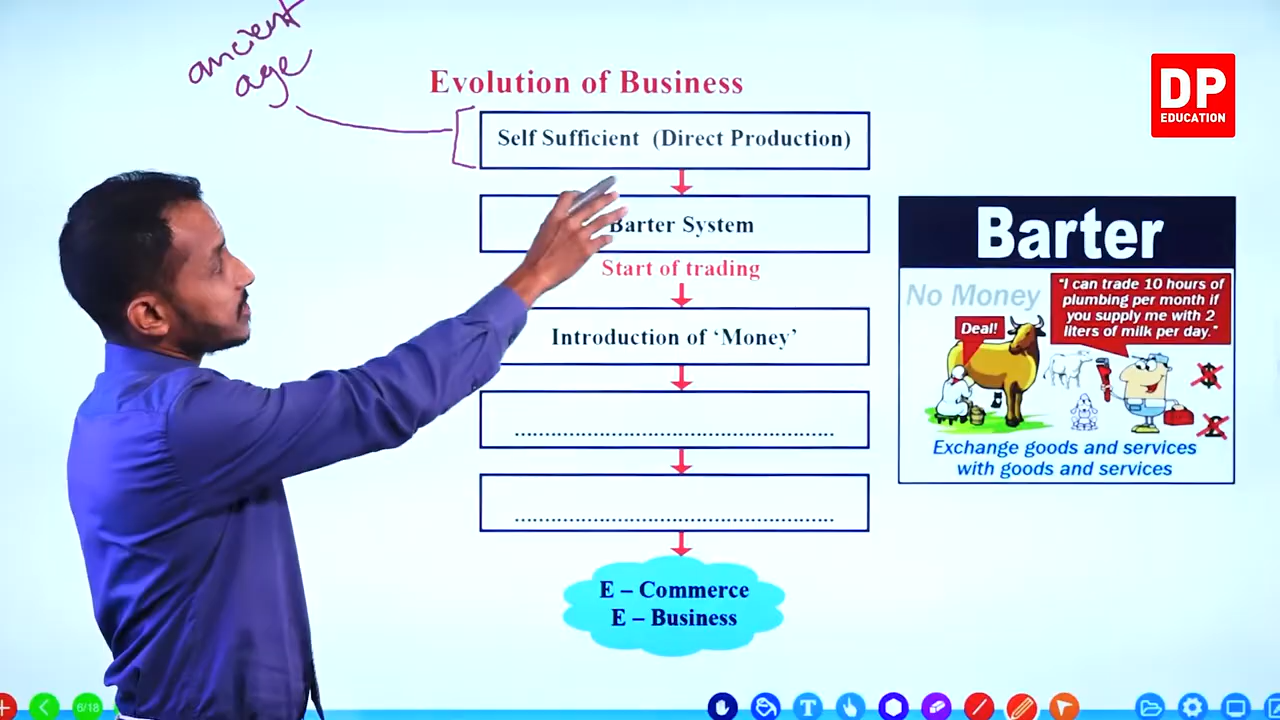 ancient
age
Evolution of Business
Self Sufficient (Direct Production)
Barter System
Start of trading
Introduction of ‘Money’
................................................
................................................
E – Commerce
E – Business
DP
EDUCATION
Barter
No Money
"I can trade 10 hours of
plumbing per month if
you supply me with 2
liters of milk per day."
Deal!
Exchange goods and services
with goods and services
6/18